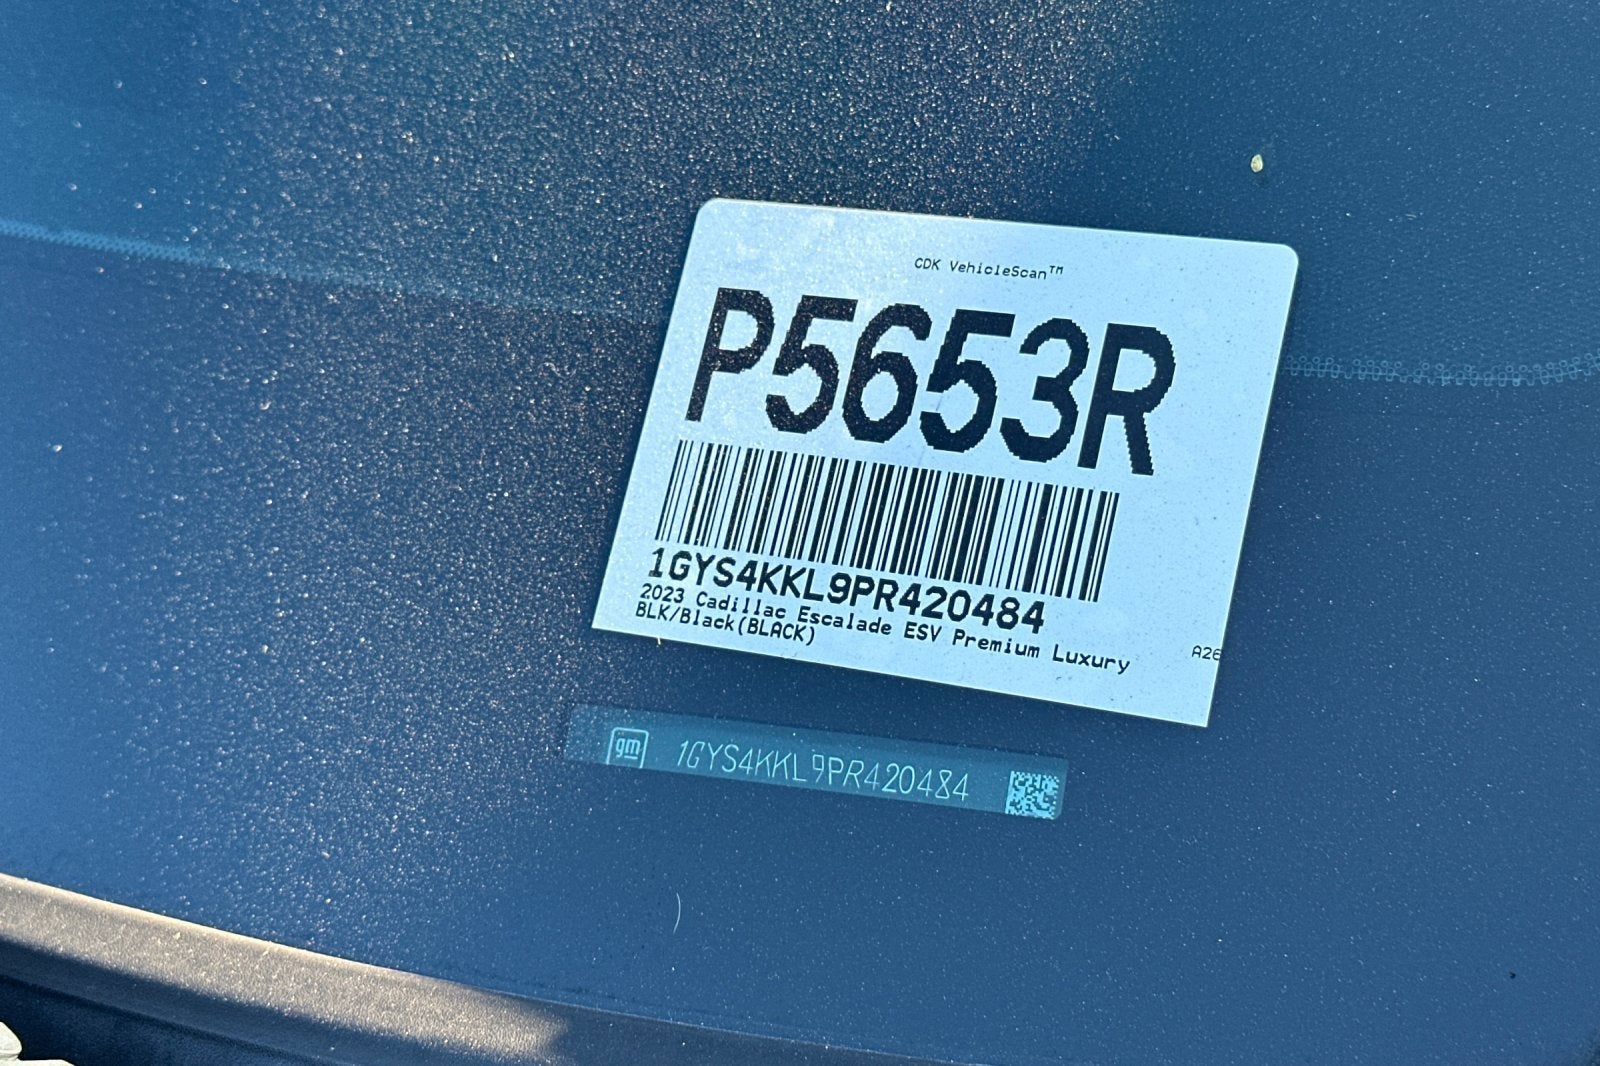 CDK VehicleScan™
P5653R
1GYS4KKL9PR420484
2023 Cadillac Escalade ESV Premium Luxury
BLK/Black(BLACK)
A26
gm 1GYS4KKL9PR420484